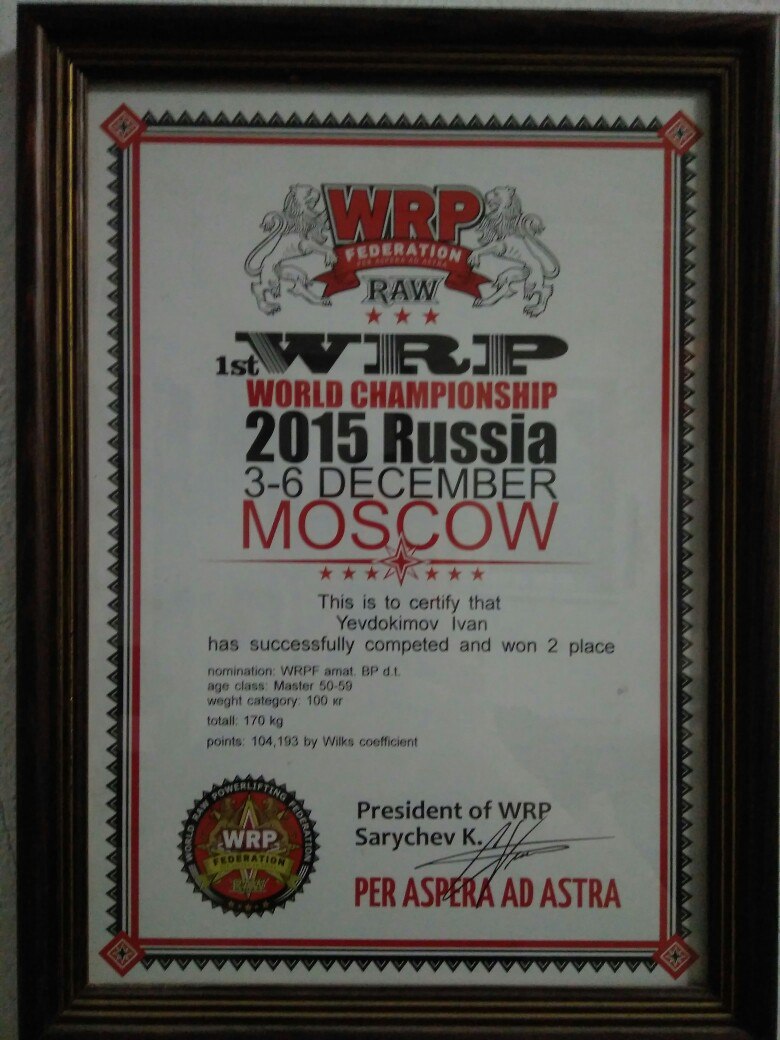 WRP
FEDERATION
PER ASPERA AD ASTRA
RAW
1st WRP
WORLD CHAMPIONSHIP
2015 Russia
3-6 DECEMBER
MOSCOW
This is to certify that
Yevdokimov Ivan
has successfully competed and won 2 place
nomination: WRPF amat. BP d.t.
age class: Master 50-59
weght category: 100 кг
totall: 170 kg
points: 104,193 by Wilks coefficient
WORLD RAW POWERLIFTING FEDERATION
WRP
FEDERATION
President of WRP
Sarychev K.
PER ASPERA AD ASTRA